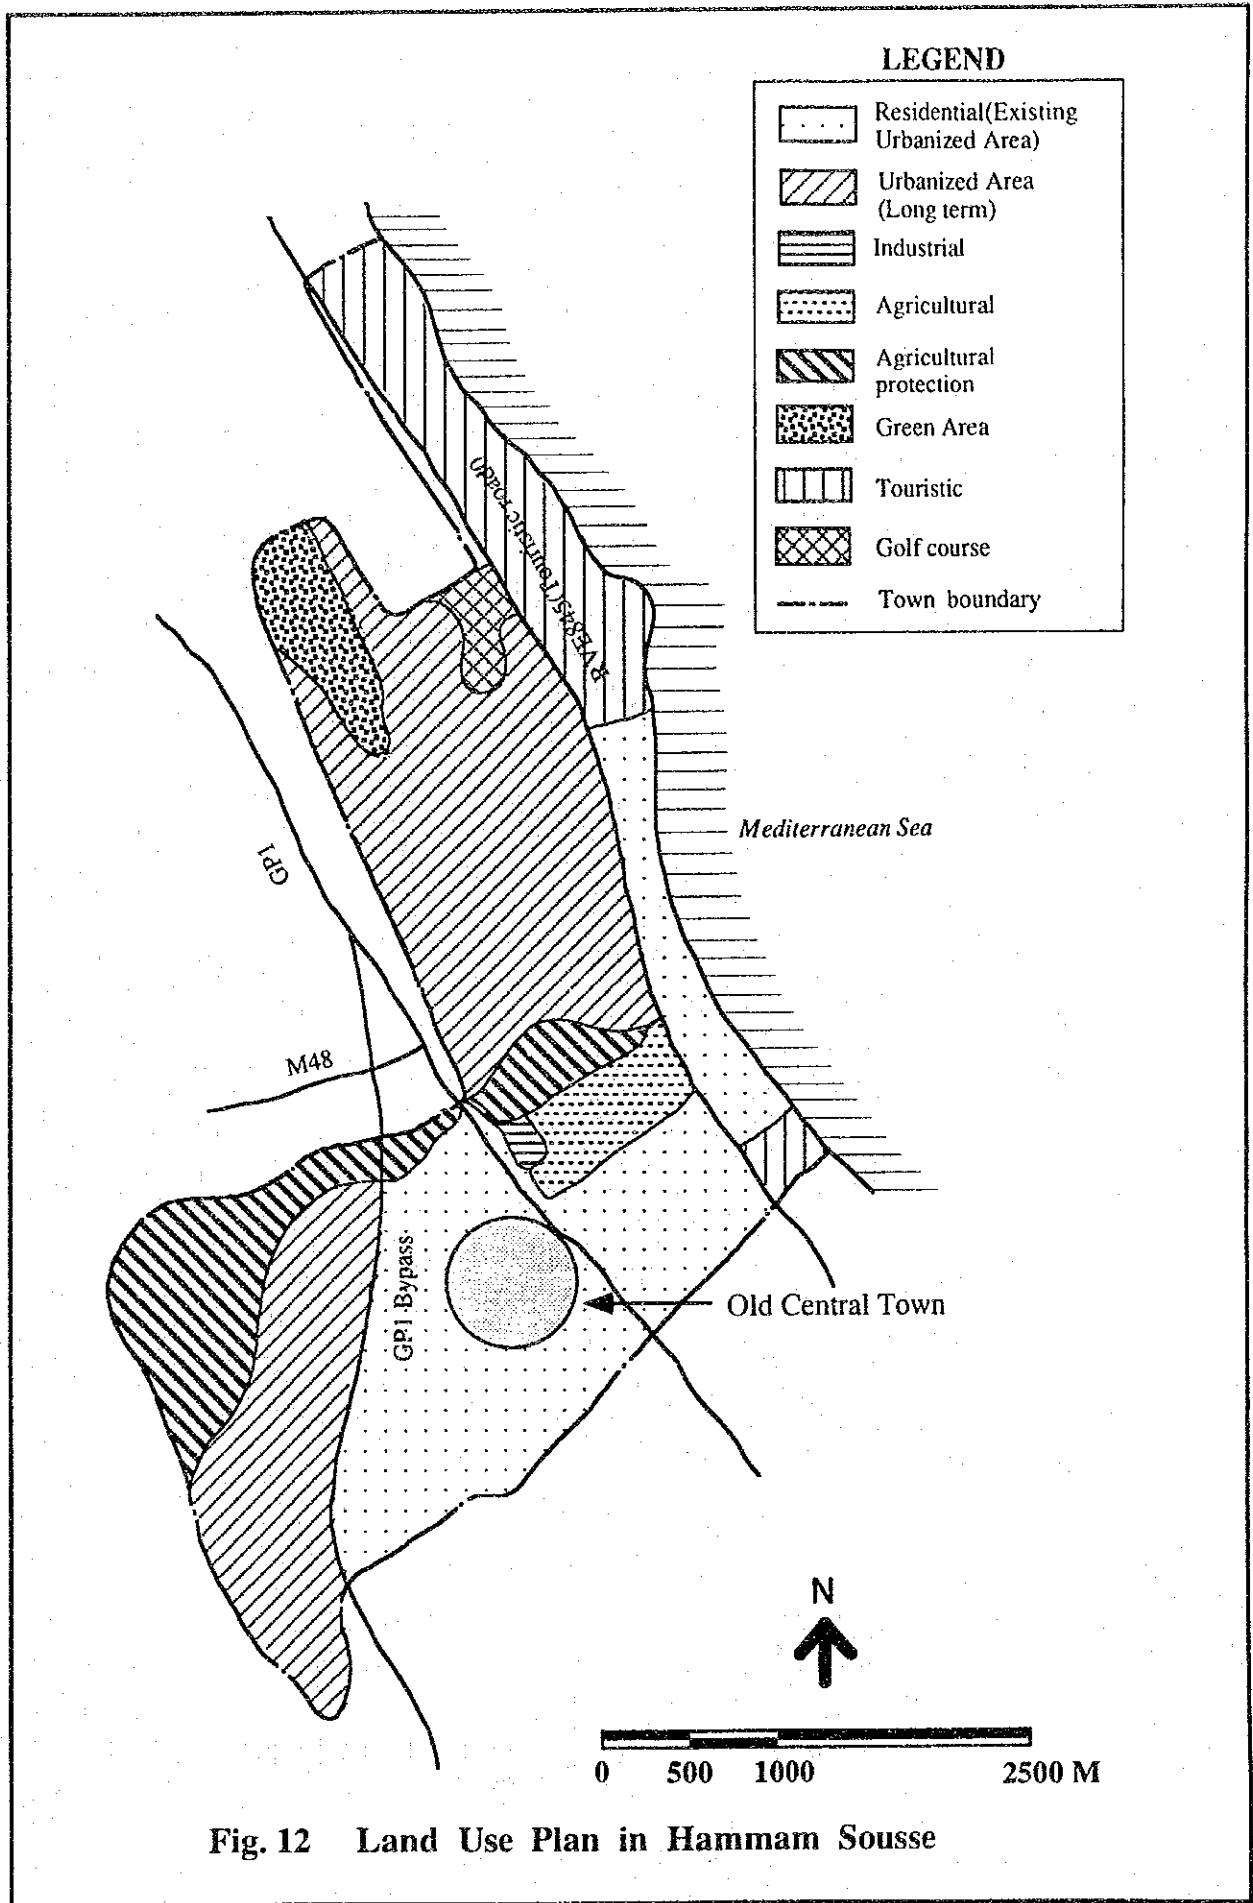 LEGEND
Residential(Existing
Urbanized Area)
Urbanized Area
(Long term)
Industrial
Agricultural
Agricultural
protection
Green Area
Touristic
Golf course
Town boundary
RVE845(Touristic road)
Mediterranean Sea
GP1
M48
GP1 Bypass
Old Central Town
N
0 500 1000 2500 M
Fig. 12 Land Use Plan in Hammam Sousse